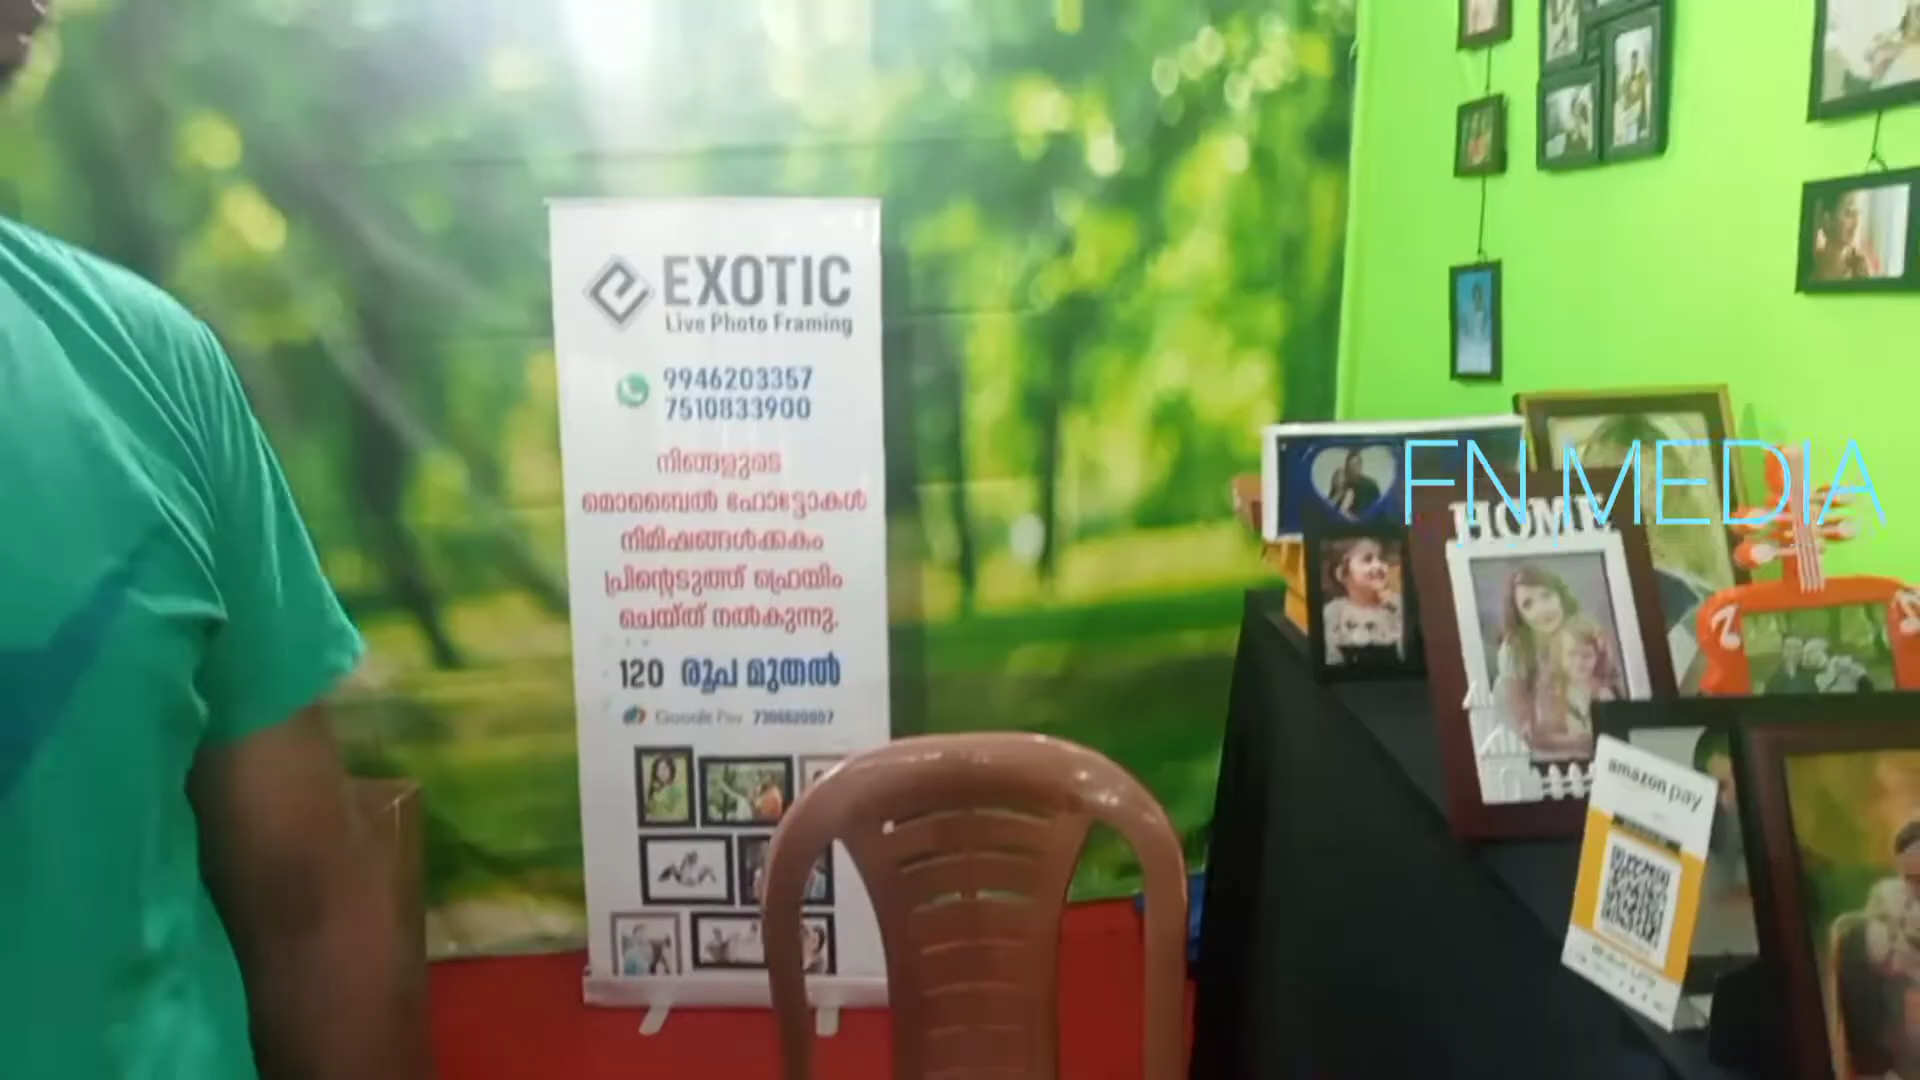 EXOTIC
Live Photo Framing
9946203357
7510833900
നിങ്ങളുടെ
മൊബൈൽ ഫോട്ടോകൾ
നിമിഷങ്ങൾക്കകം
പ്രിന്റെടുത്ത് ഫ്രെയിം
ചെയ്ത് നൽകുന്നു.
120 രൂപ മുതൽ
Google Pay
FN MEDIA
HOME
amazon pay